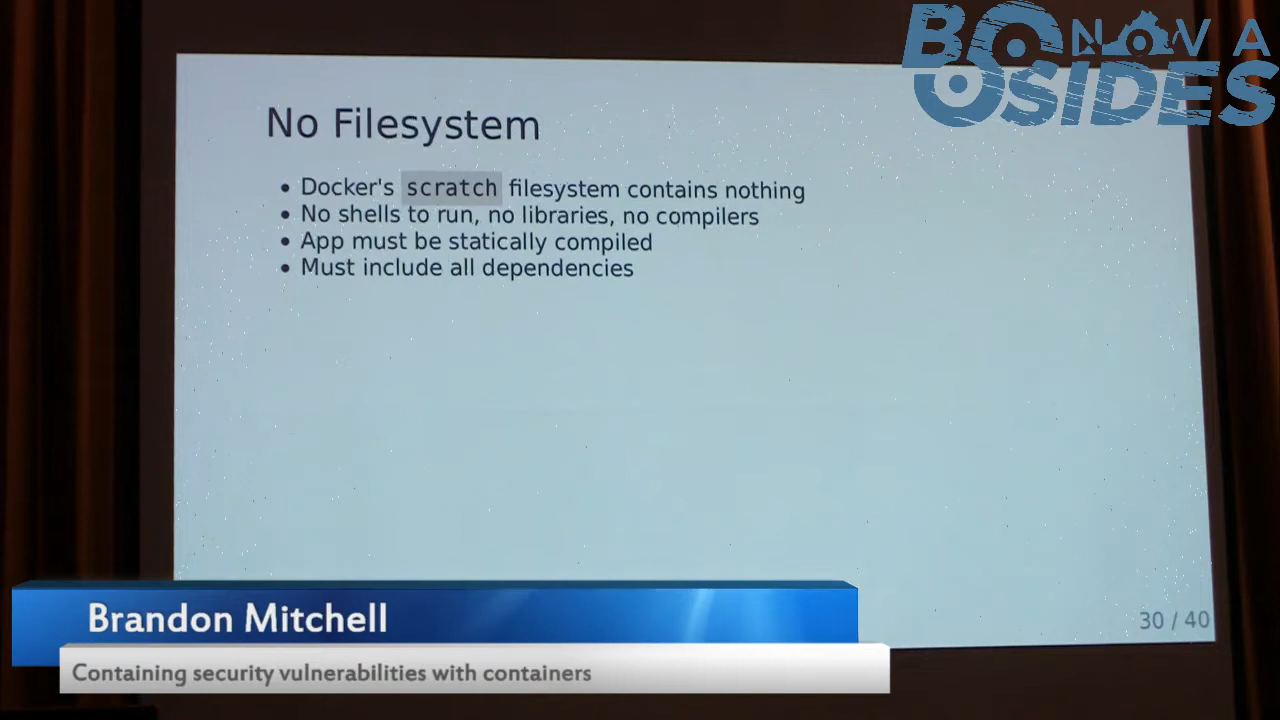 BSIDES
NOVA
No Filesystem
• Docker's scratch filesystem contains nothing
• No shells to run, no libraries, no compilers
• App must be statically compiled
• Must include all dependencies
30 / 40
Brandon Mitchell
Containing security vulnerabilities with containers